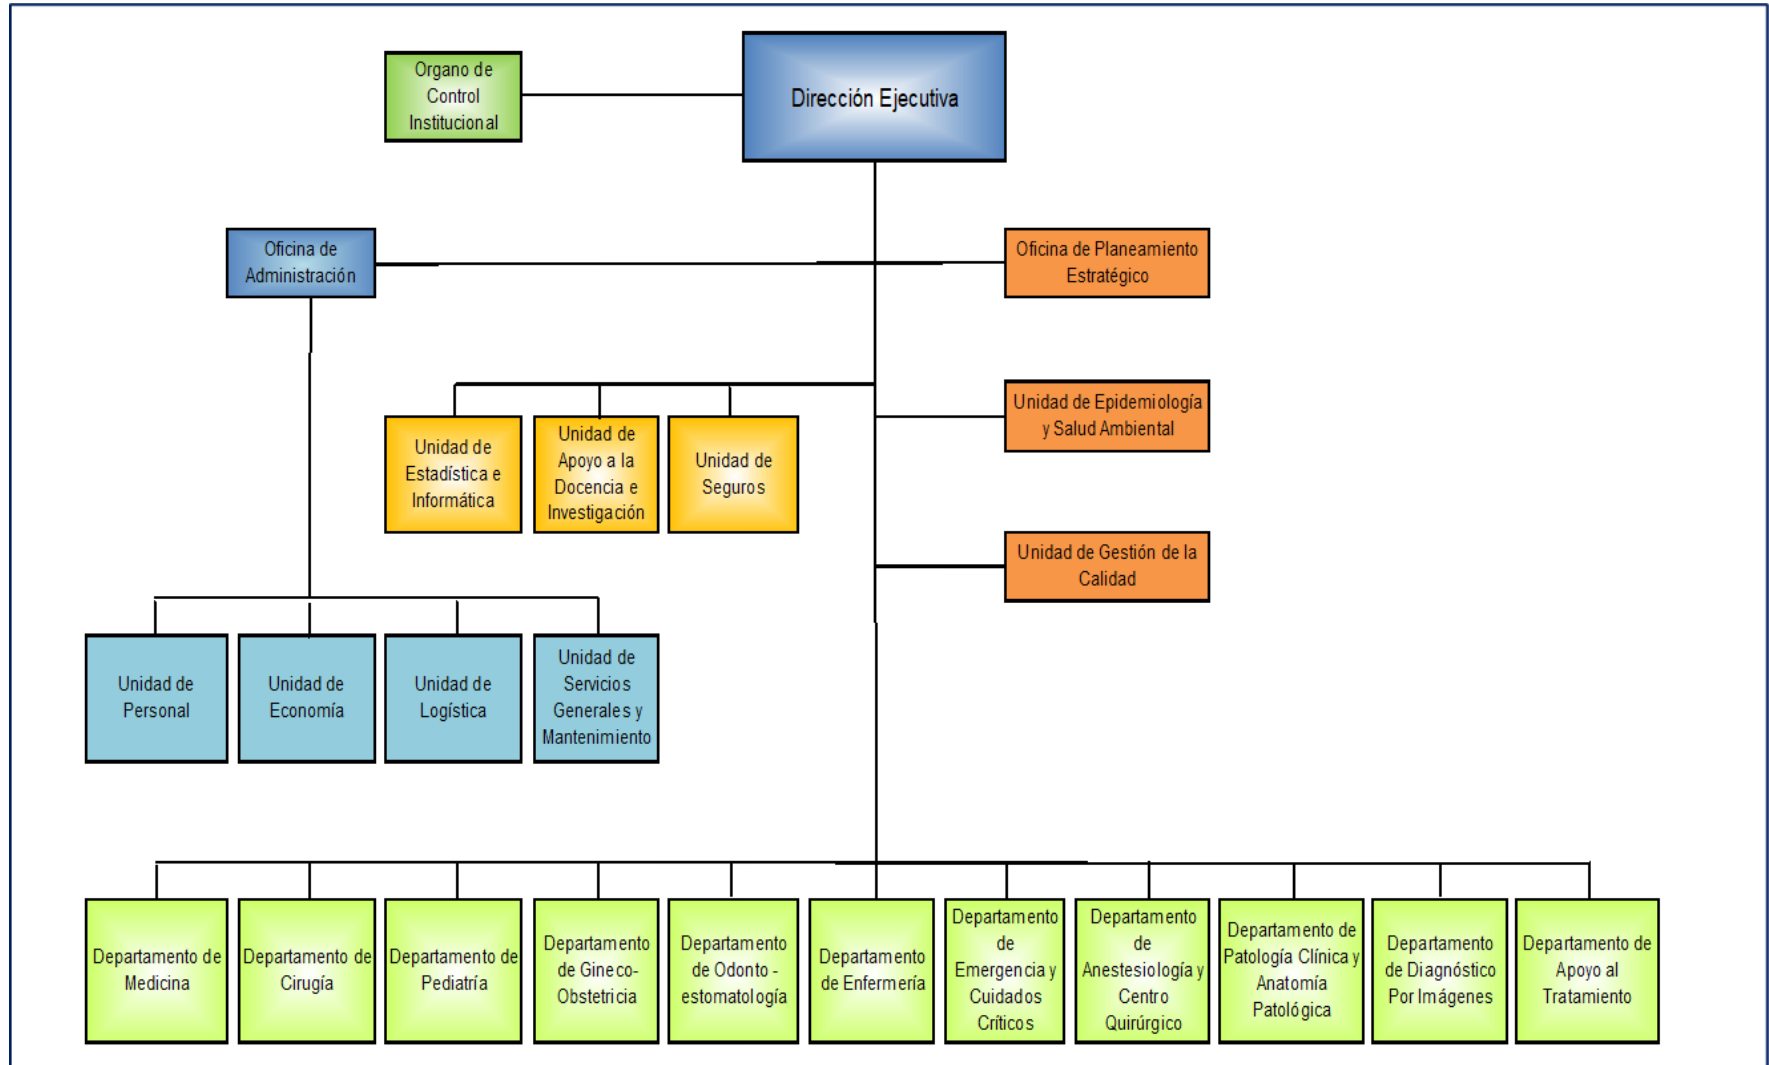 Organo de
Control
Institucional
Dirección Ejecutiva
Oficina de
Administración
Oficina de Planeamiento
Estratégico
Unidad de Epidemiología
y Salud Ambiental
Unidad de
Estadística e
Informática
Unidad de
Apoyo a la
Docencia e
Investigación
Unidad de
Seguros
Unidad de Gestión de la
Calidad
Unidad de
Personal
Unidad de
Economía
Unidad de
Logística
Unidad de
Servicios
Generales y
Mantenimiento
Departamento de
Medicina
Departamento de
Cirugía
Departamento de
Pediatría
Departamento
de Gineco-
Obstetricia
Departamento
de Odonto -
estomatología
Departamento
de Enfermería
Departamento
de
Emergencia y
Cuidados
Críticos
Departamento
de
Anestesiología y
Centro
Quirúrgico
Departamento de
Patología Clínica y
Anatomía
Patológica
Departamento
de Diagnóstico
Por Imágenes
Departamento de
Apoyo al
Tratamiento